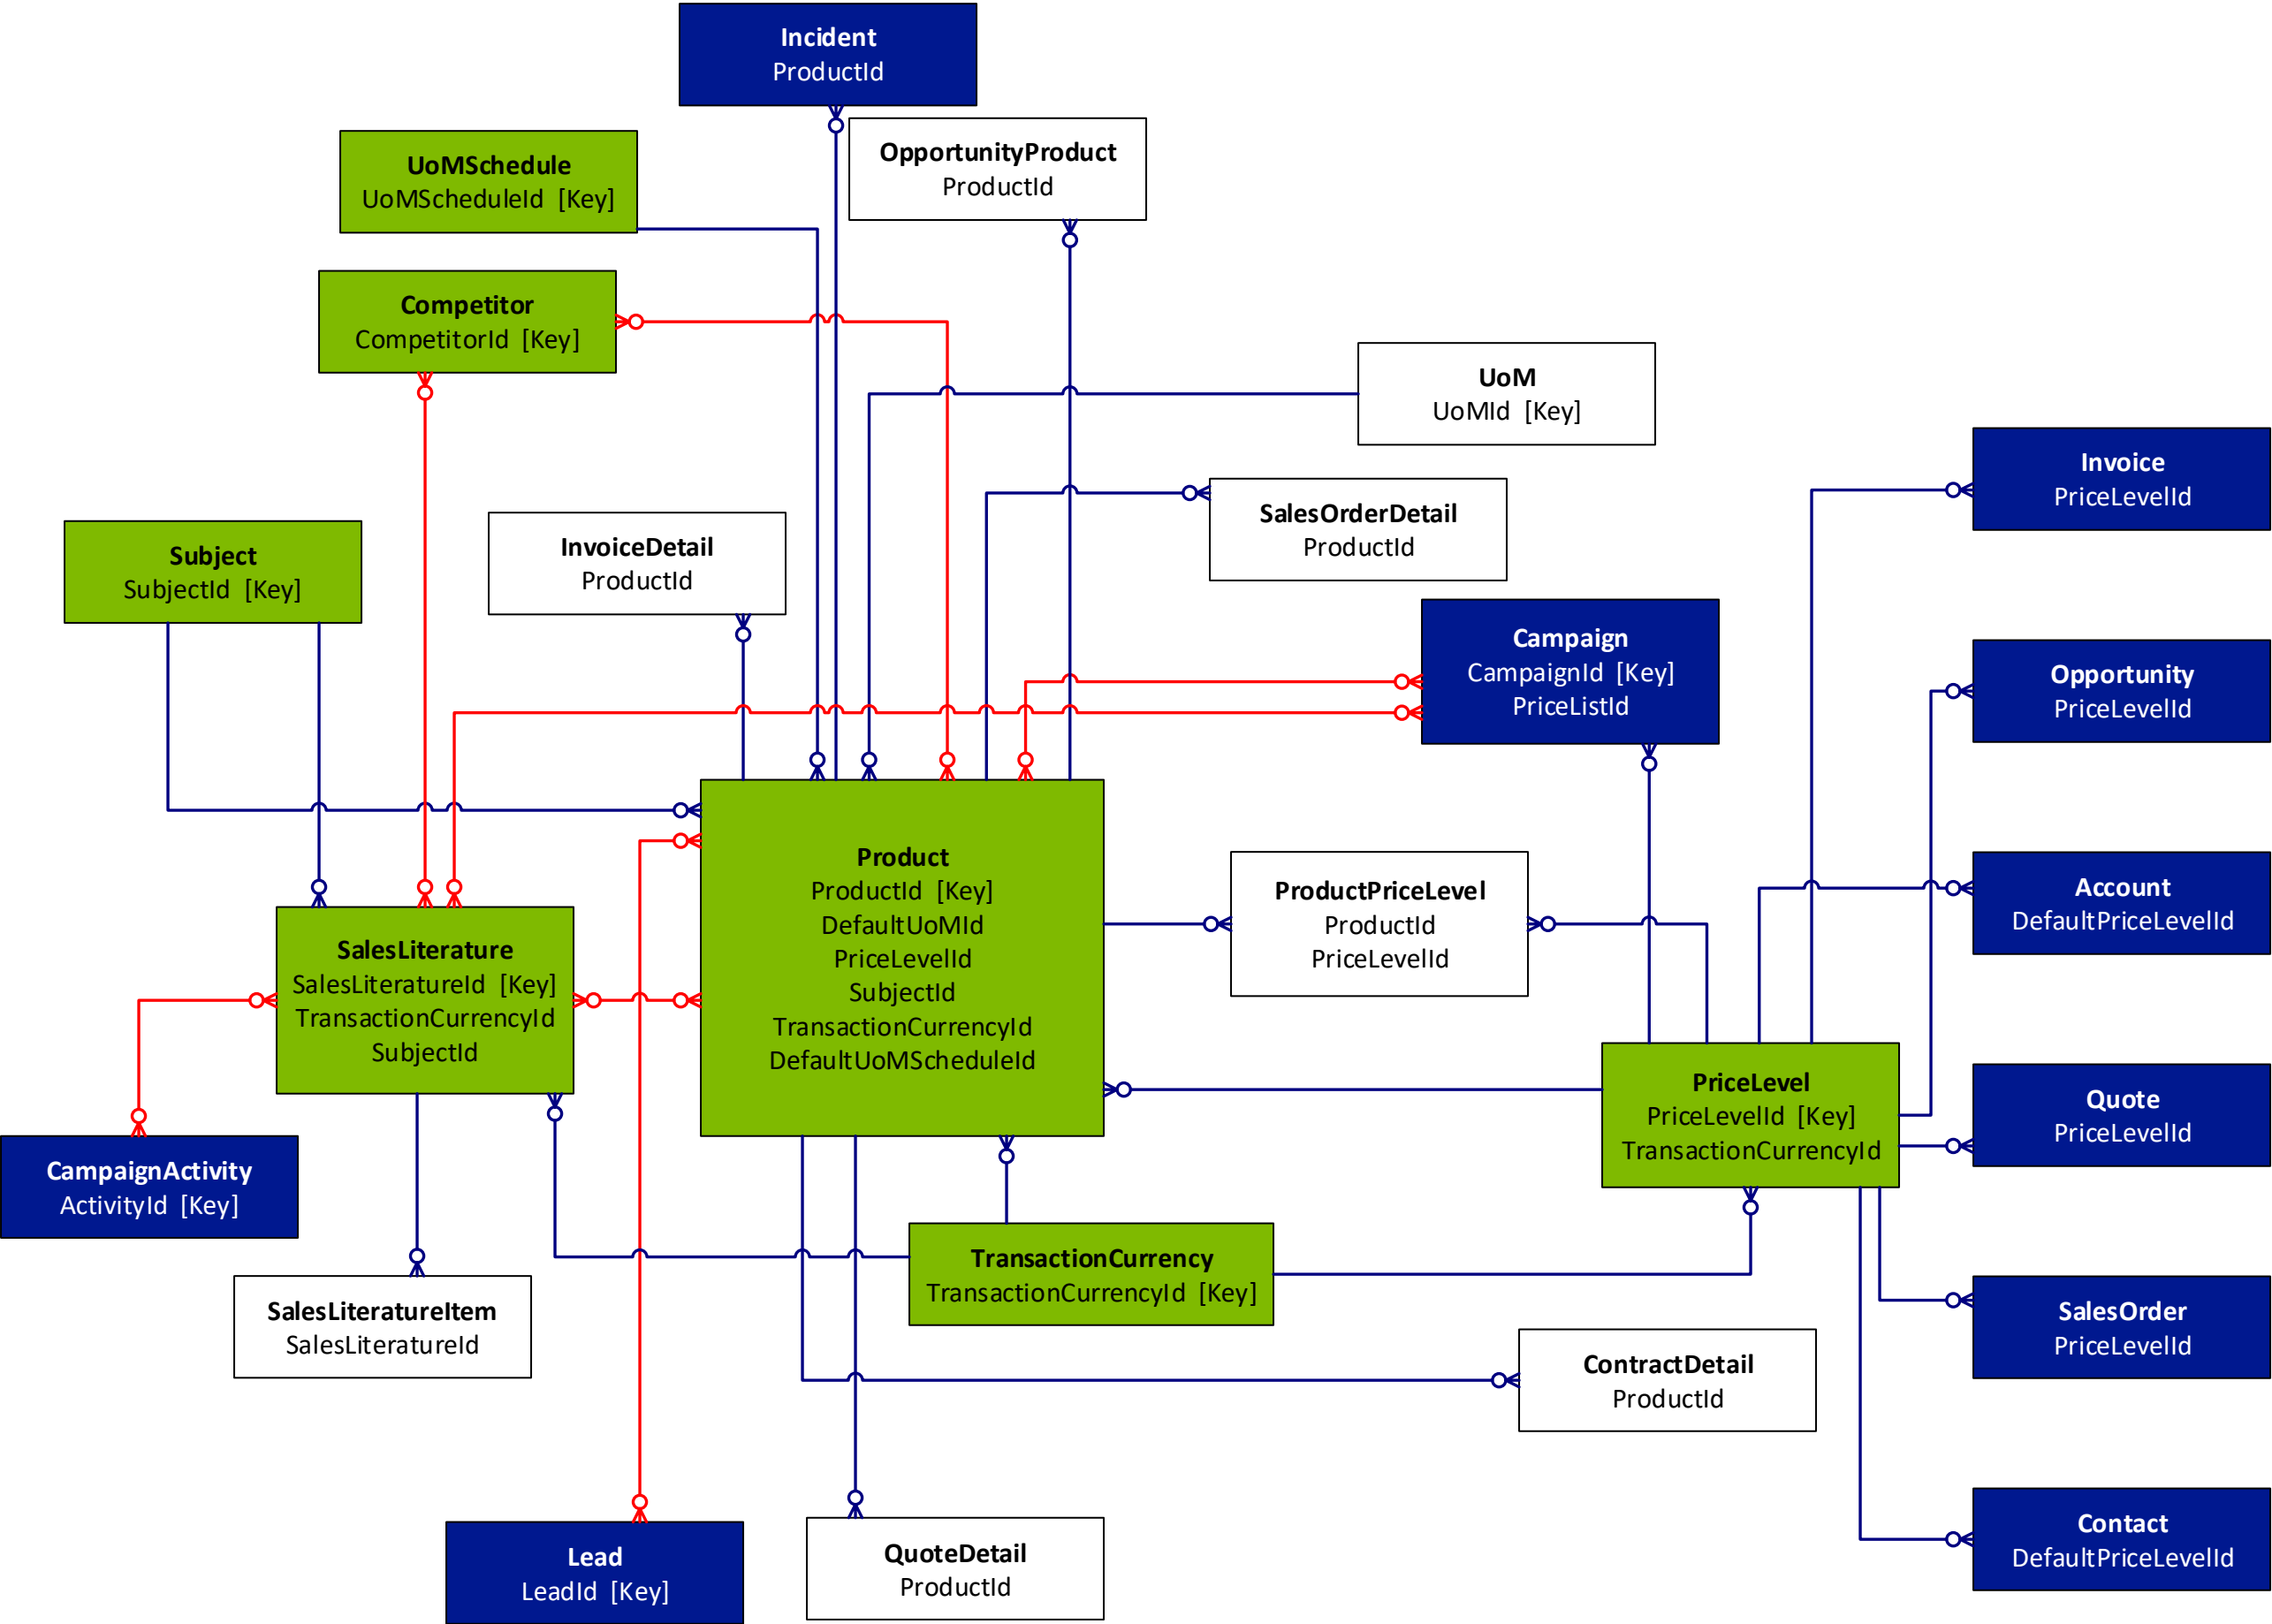 Incident
ProductId
OpportunityProduct
ProductId
UoMSchedule
UoMScheduleId [Key]
Competitor
CompetitorId [Key]
UoM
UoMId [Key]
Invoice
PriceLevelId
SalesOrderDetail
ProductId
InvoiceDetail
ProductId
Subject
SubjectId [Key]
Campaign
CampaignId [Key]
PriceListId
Opportunity
PriceLevelId
Product
ProductId [Key]
DefaultUoMId
PriceLevelId
SubjectId
TransactionCurrencyId
DefaultUoMScheduleId
ProductPriceLevel
ProductId
PriceLevelId
Account
DefaultPriceLevelId
SalesLiterature
SalesLiteratureId [Key]
TransactionCurrencyId
SubjectId
PriceLevel
PriceLevelId [Key]
TransactionCurrencyId
Quote
PriceLevelId
CampaignActivity
ActivityId [Key]
TransactionCurrency
TransactionCurrencyId [Key]
SalesLiteratureItem
SalesLiteratureId
SalesOrder
PriceLevelId
ContractDetail
ProductId
Lead
LeadId [Key]
QuoteDetail
ProductId
Contact
DefaultPriceLevelId